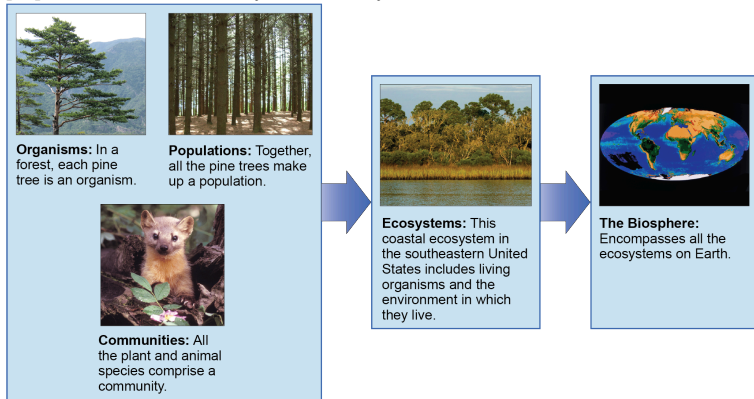 Organisms: In a
forest, each pine
tree is an organism.
Populations: Together,
all the pine trees make
up a population.
Communities: All
the plant and animal
species comprise a
community.
Ecosystems: This
coastal ecosystem in
the southeastern United
States includes living
organisms and the
environment in which
they live.
The Biosphere:
Encompasses all the
ecosystems on Earth.